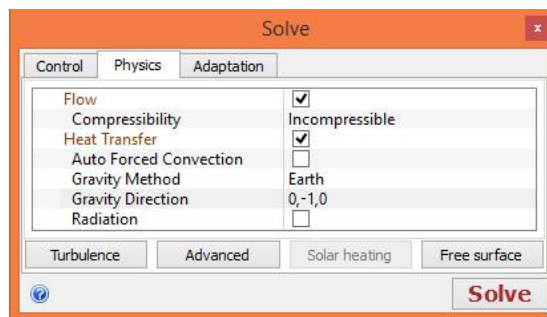 Solve
x
Control Physics Adaptation
Flow
Compressibility Incompressible
Heat Transfer
Auto Forced Convection
Gravity Method Earth
Gravity Direction 0,-1,0
Radiation
Turbulence Advanced Solar heating Free surface
? Solve